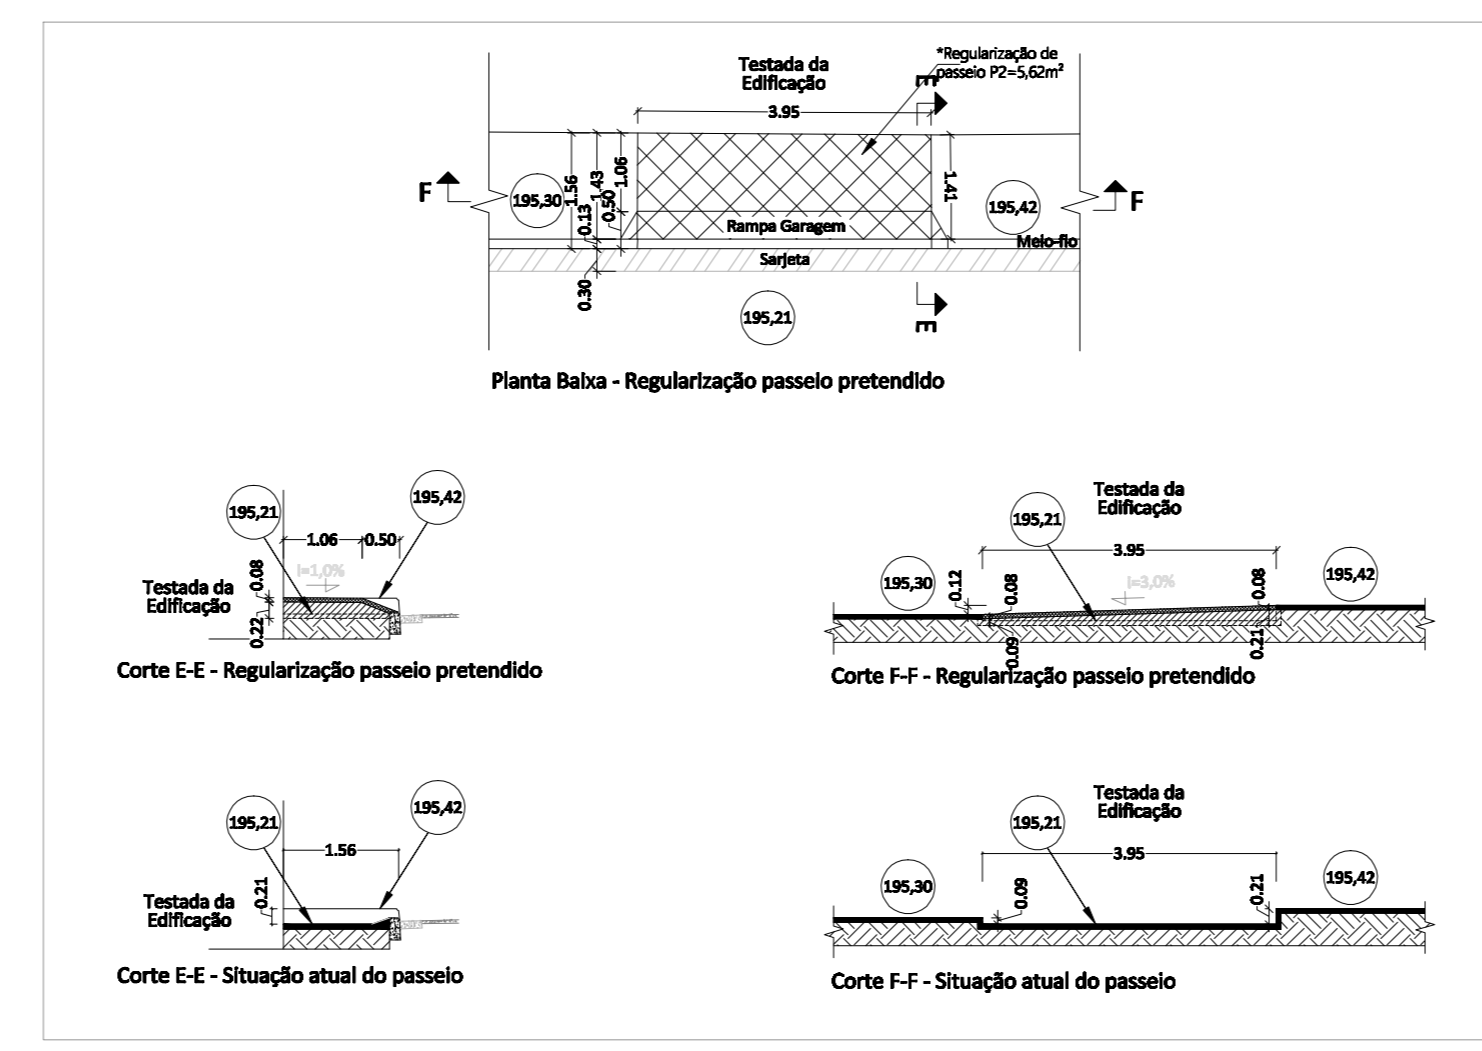 Testada da
Edificação
*Regularização de
passeio P2=5,62m²
E
3.95
F
195,30
1.56
1.43
0.13
1.06
0.50
1.41
195,42
F
Rampa Garagem
Meio-fio
Sarjeta
0.30
195,21
E
Planta Baixa - Regularização passeio pretendido
195,21
195,42
1.06
0.50
i=1,0%
0.08
Testada da
Edificação
0.22
Corte E-E - Regularização passeio pretendido
Testada da
Edificação
195,21
3.95
195,30
0.12
0.08
i=3,0%
0.08
195,42
0.09
0.21
Corte F-F - Regularização passeio pretendido
195,21
195,42
1.56
0.21
Testada da
Edificação
Corte E-E - Situação atual do passeio
Testada da
Edificação
195,21
3.95
195,30
0.09
0.21
195,42
Corte F-F - Situação atual do passeio